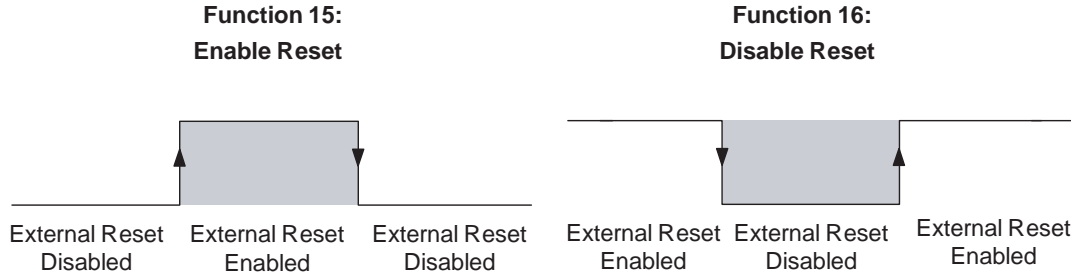 Function 15:
Enable Reset
External Reset
Disabled
External Reset
Enabled
External Reset
Disabled
Function 16:
Disable Reset
External Reset
Enabled
External Reset
Disabled
External Reset
Enabled